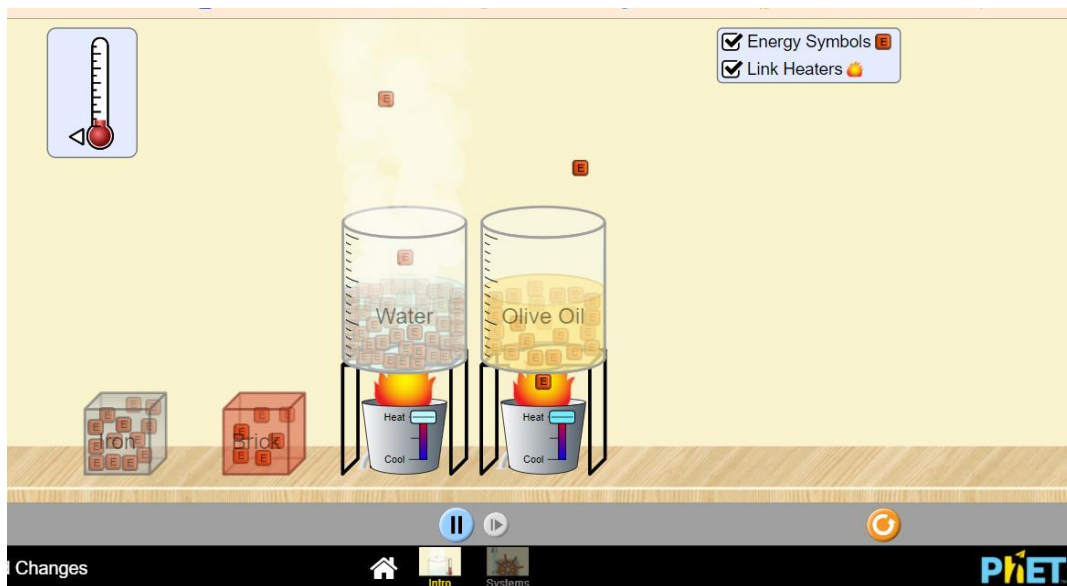 Energy Symbols E
Link Heaters
E
E
E
Water
Olive Oil
E
Iron
Brick
Heat
Cool
Heat
Cool
Changes
Intro
Systems
PhET